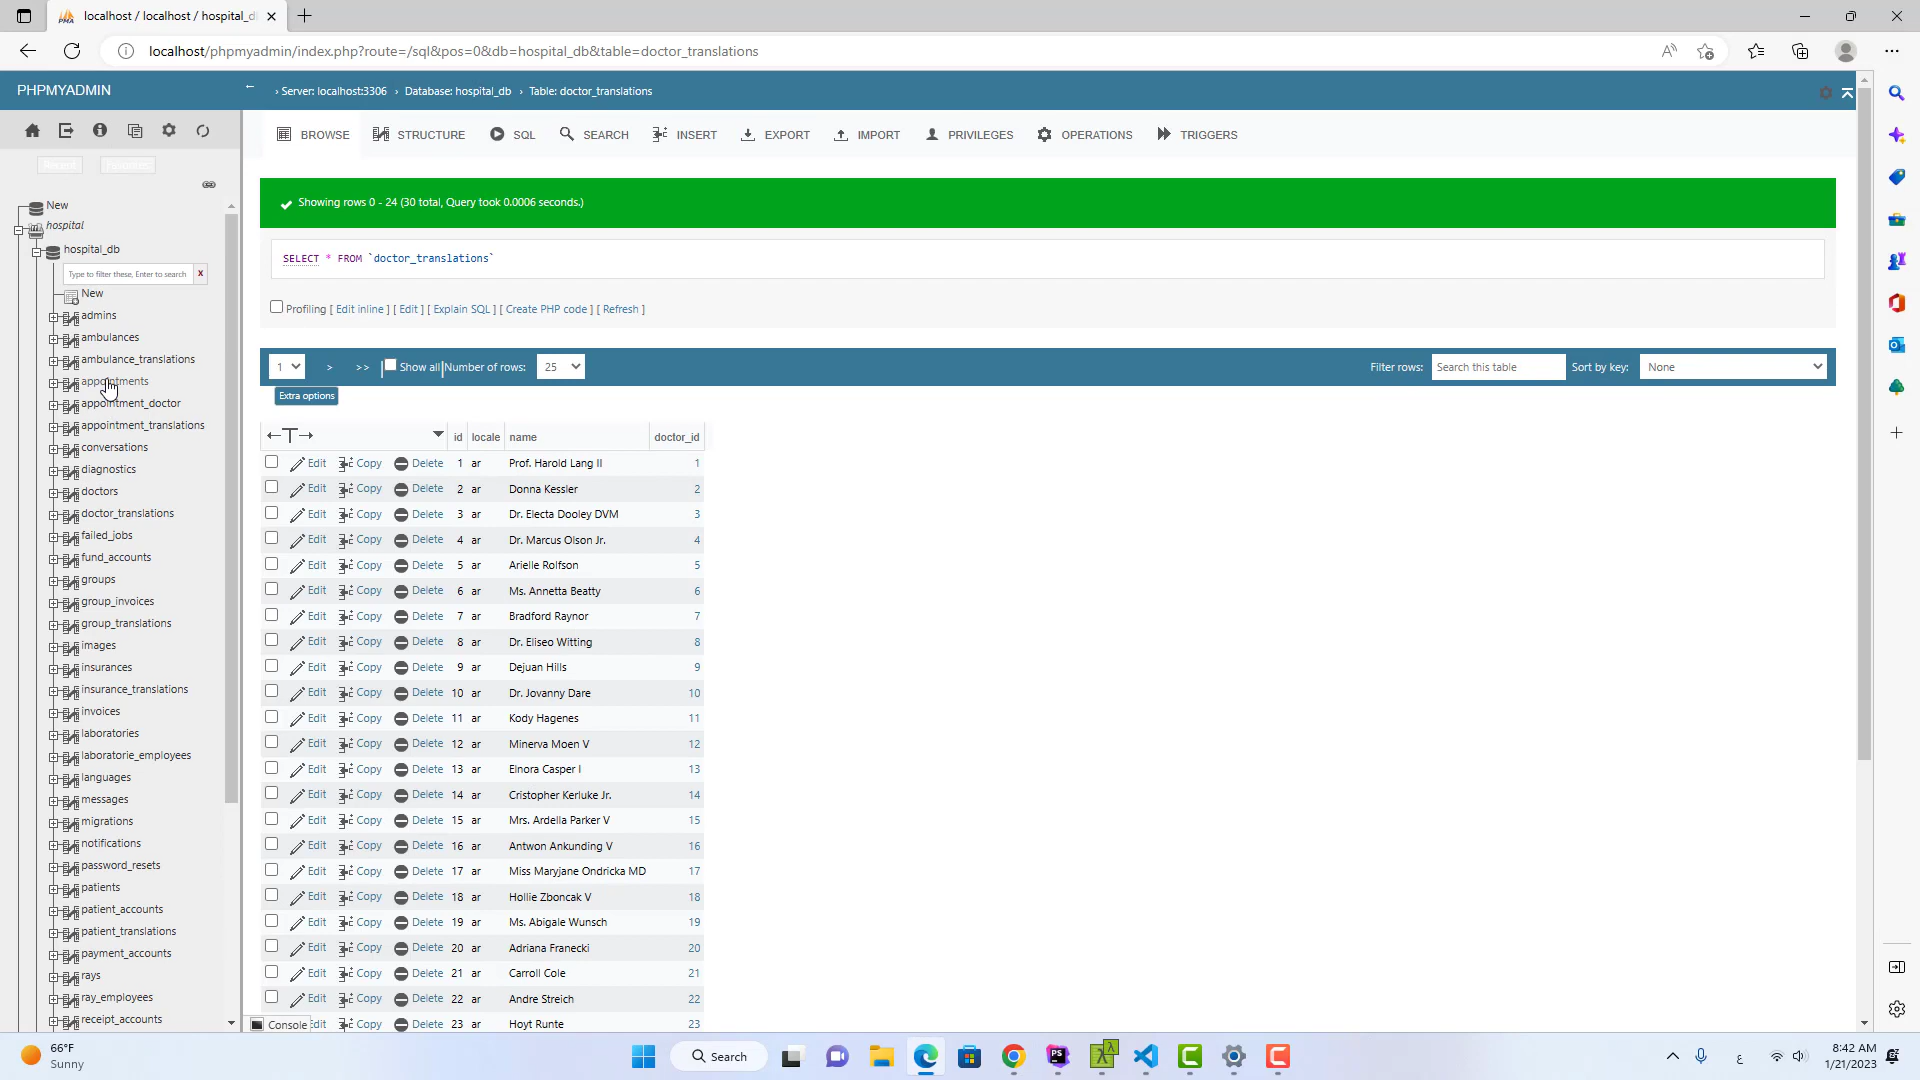 localhost / localhost / hospital_d
localhost/phpmyadmin/index.php?route=/sql&pos=0&db=hospital_db&table=doctor_translations
PHPMYADMIN
Recent Favorites
New
hospital
hospital_db
Type to filter these, Enter to search X
New
admins
ambulances
ambulance_translations
appointments
appointment_doctor
appointment_translations
conversations
diagnostics
doctors
doctor_translations
failed_jobs
fund_accounts
groups
group_invoices
group_translations
images
insurances
insurance_translations
invoices
laboratories
laboratorie_employees
languages
messages
migrations
notifications
password_resets
patients
patient_accounts
patient_translations
payment_accounts
rays
ray_employees
receipt_accounts
› Server: localhost:3306 › Database: hospital_db › Table: doctor_translations
BROWSE STRUCTURE SQL SEARCH INSERT EXPORT IMPORT PRIVILEGES OPERATIONS TRIGGERS
Showing rows 0 - 24 (30 total, Query took 0.0006 seconds.)
SELECT * FROM `doctor_translations`
Profiling [ Edit inline ] [ Edit ] [ Explain SQL ] [ Create PHP code ] [ Refresh ]
1 > >> | Show all | Number of rows: 25 Filter rows: Search this table Sort by key: None
Extra options
←T→ id locale name doctor_id
Edit Copy Delete 1 ar Prof. Harold Lang II 1
Edit Copy Delete 2 ar Donna Kessler 2
Edit Copy Delete 3 ar Dr. Electa Dooley DVM 3
Edit Copy Delete 4 ar Dr. Marcus Olson Jr. 4
Edit Copy Delete 5 ar Arielle Rolfson 5
Edit Copy Delete 6 ar Ms. Annetta Beatty 6
Edit Copy Delete 7 ar Bradford Raynor 7
Edit Copy Delete 8 ar Dr. Eliseo Witting 8
Edit Copy Delete 9 ar Dejuan Hills 9
Edit Copy Delete 10 ar Dr. Jovanny Dare 10
Edit Copy Delete 11 ar Kody Hagenes 11
Edit Copy Delete 12 ar Minerva Moen V 12
Edit Copy Delete 13 ar Elnora Casper I 13
Edit Copy Delete 14 ar Cristopher Kerluke Jr. 14
Edit Copy Delete 15 ar Mrs. Ardella Parker V 15
Edit Copy Delete 16 ar Antwon Ankunding V 16
Edit Copy Delete 17 ar Miss Maryjane Ondricka MD 17
Edit Copy Delete 18 ar Hollie Zboncak V 18
Edit Copy Delete 19 ar Ms. Abigale Wunsch 19
Edit Copy Delete 20 ar Adriana Franecki 20
Edit Copy Delete 21 ar Carroll Cole 21
Edit Copy Delete 22 ar Andre Streich 22
Edit Copy Delete 23 ar Hoyt Runte 23
Console
66°F
Sunny
Search
ع
8:42 AM
1/21/2023